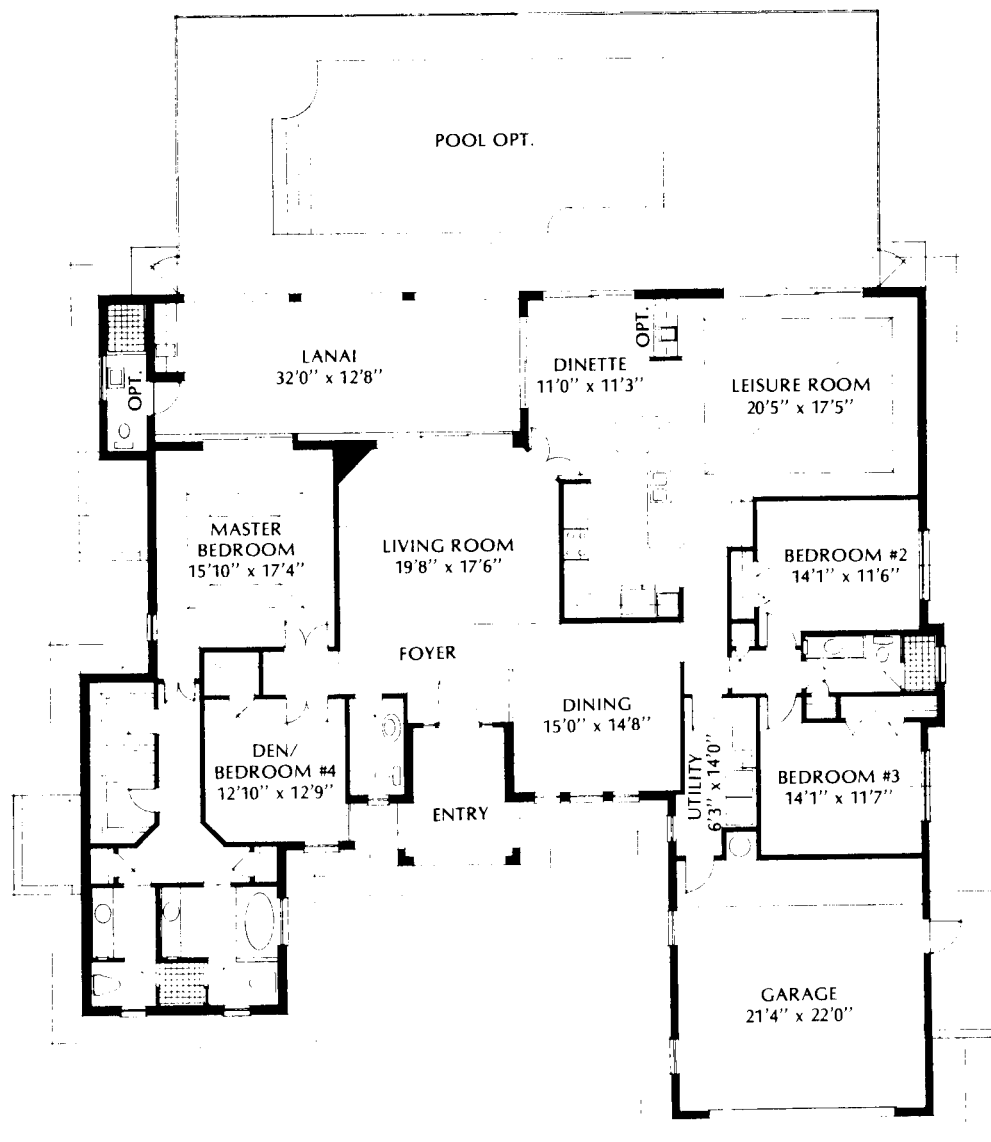 POOL OPT.
LANAI
32'0" x 12'8"
OPT.
OPT.
DINETTE
11'0" x 11'3"
LEISURE ROOM
20'5" x 17'5"
MASTER
BEDROOM
15'10" x 17'4"
LIVING ROOM
19'8" x 17'6"
BEDROOM #2
14'1" x 11'6"
FOYER
DINING
15'0" x 14'8"
DEN/
BEDROOM #4
12'10" x 12'9"
ENTRY
UTILITY
6'3" x 14'0"
BEDROOM #3
14'1" x 11'7"
GARAGE
21'4" x 22'0"